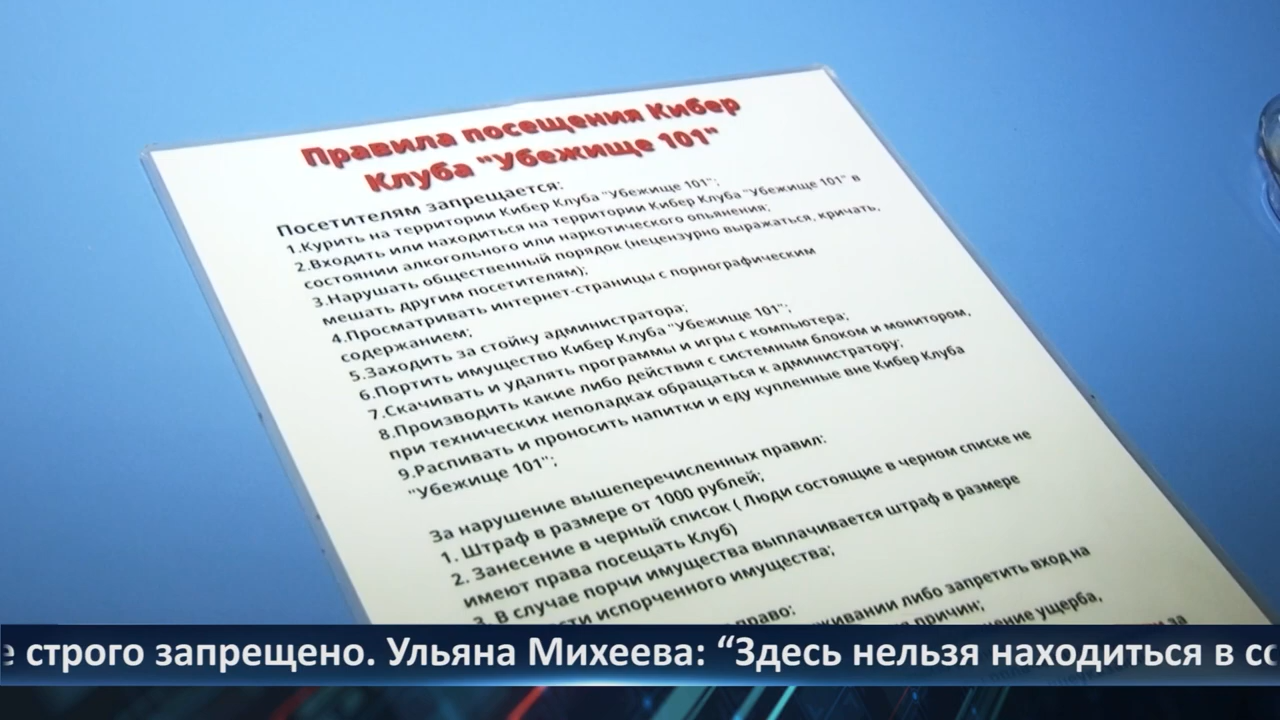 Правила посещения Кибер
Клуба "Убежище 101"
Посетителям запрещается:
1.Курить на территории Кибер Клуба "Убежище 101";
2.Входить или находиться на территории Кибер Клуба "Убежище 101" в
состоянии алкогольного или наркотического опьянения;
3.Нарушать общественный порядок (нецензурно выражаться, кричать,
мешать другим посетителям);
4.Просматривать интернет-страницы с порнографическим
содержанием;
5.Заходить за стойку администратора;
6.Портить имущество Кибер Клуба "Убежище 101";
7.Скачивать и удалять программы и игры с компьютера;
8.Производить какие либо действия с системным блоком и монитором,
при технических неполадках обращаться к администратору;
9.Распивать и проносить напитки и еду купленные вне Кибер Клуба
"Убежище 101";
За нарушение вышеперечисленных правил:
1. Штраф в размере от 1000 рублей;
2. Занесение в черный список ( Люди состоящие в черном списке не
имеют права посещать Клуб)
3. В случае порчи имущества выплачивается штраф в размере
испорченного имущества;
право:
либо запретить вход на
причин;
ущерба,
за
строго запрещено. Ульяна Михеева: “Здесь нельзя находиться в